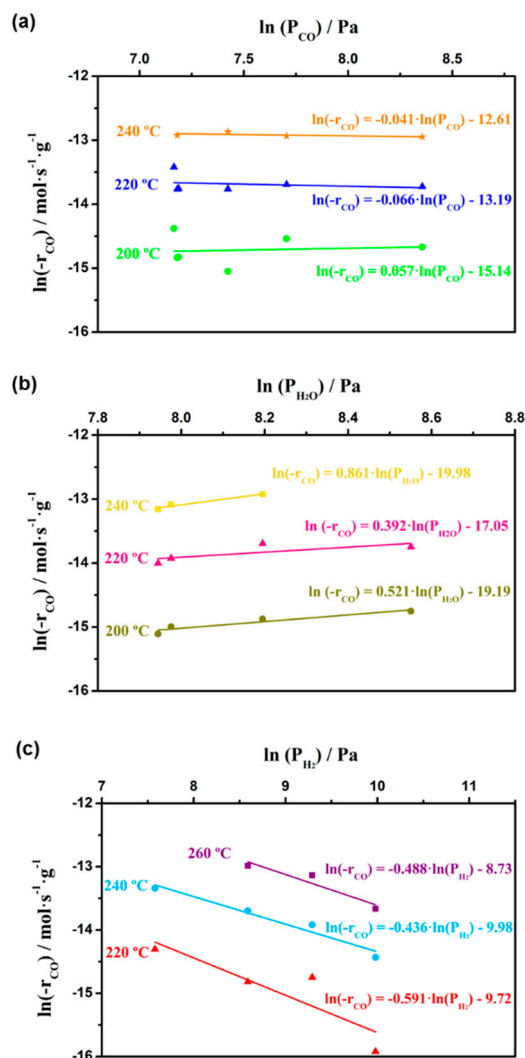 (a)
ln (P_CO) / Pa
7.0 7.5 8.0 8.5
-12
-13
-14
-15
-16
ln(-r_CO) / mol·s⁻¹·g⁻¹
240 ºC
ln(-r_CO) = -0.041·ln(P_CO) - 12.61
220 ºC
ln(-r_CO) = -0.066·ln(P_CO) - 13.19
200 ºC
ln(-r_CO) = 0.057·ln(P_CO) - 15.14
(b)
ln (P_H₂O) / Pa
7.8 8.0 8.2 8.4 8.6 8.8
-12
-13
-14
-15
-16
ln(-r_CO) / mol·s⁻¹·g⁻¹
240 ºC
ln(-r_CO) = 0.861·ln(P_H₂O) - 19.98
220 ºC
ln (-r_CO) = 0.392·ln(P_H2O) - 17.05
200 ºC
ln (-r_CO) = 0.521·ln(P_H₂O) - 19.19
(c)
ln (P_H₂) / Pa
7 8 9 10 11
-12
-13
-14
-15
-16
ln(-r_CO) / mol·s⁻¹·g⁻¹
260 ºC
ln(-r_CO) = -0.488·ln(P_H₂) - 8.73
240 ºC
ln(-r_CO) = -0.436·ln(P_H₂) - 9.98
220 ºC
ln(-r_CO) = -0.591·ln(P_H₂) - 9.72